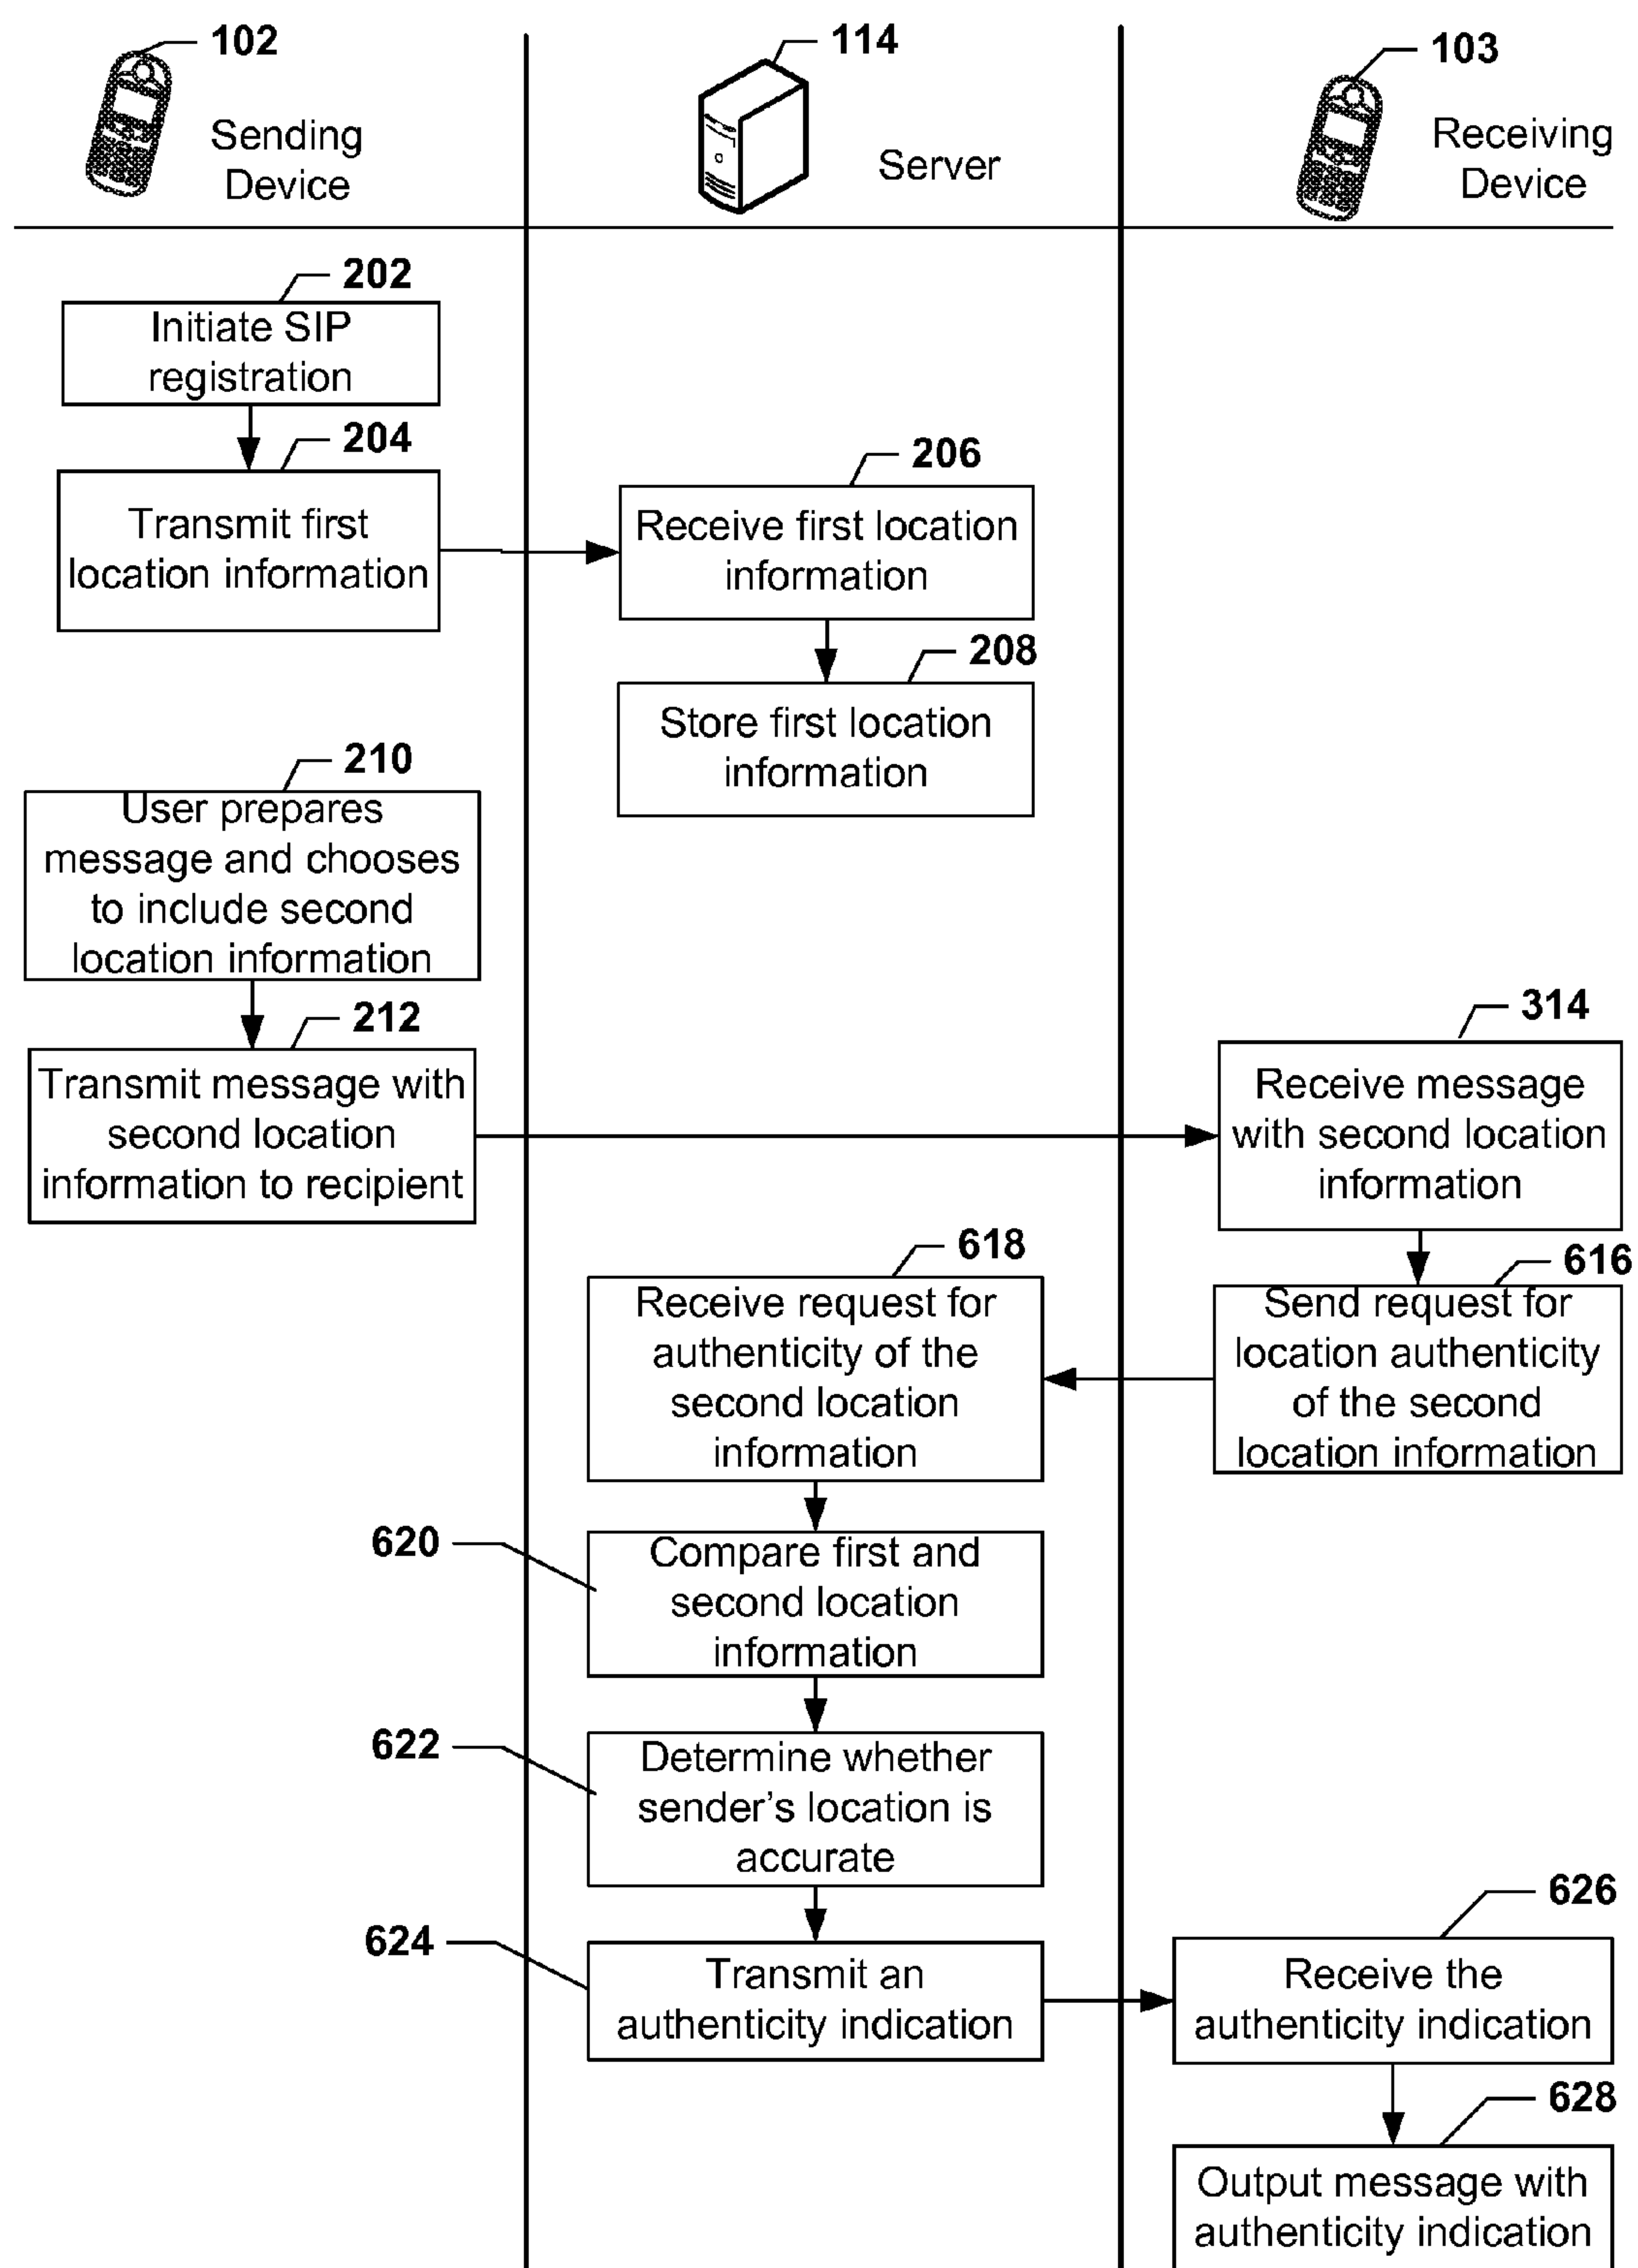 102
Sending
Device
114
Server
103
Receiving
Device
202
Initiate SIP
registration
204
Transmit first
location information
206
Receive first location
information
208
Store first location
information
210
User prepares
message and chooses
to include second
location information
212
Transmit message with
second location
information to recipient
314
Receive message
with second location
information
616
Send request for
location authenticity
of the second
location information
618
Receive request for
authenticity of the
second location
information
620
Compare first and
second location
information
622
Determine whether
sender's location is
accurate
624
Transmit an
authenticity indication
626
Receive the
authenticity indication
628
Output message with
authenticity indication